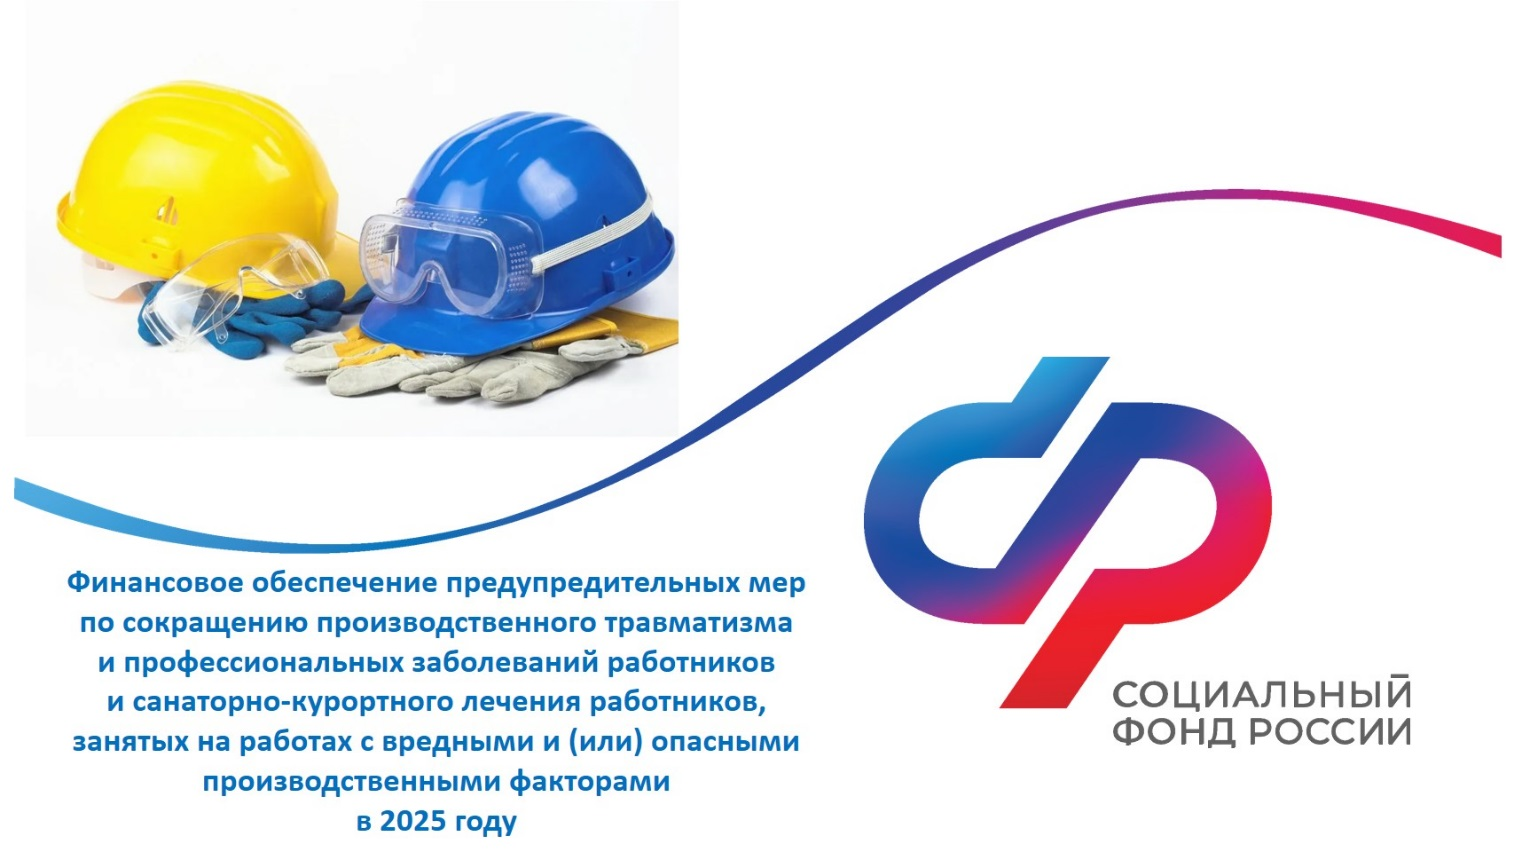 Финансовое обеспечение предупредительных мер
по сокращению производственного травматизма
и профессиональных заболеваний работников
и санаторно-курортного лечения работников,
занятых на работах с вредными и (или) опасными
производственными факторами
в 2025 году
СОЦИАЛЬНЫЙ
ФОНД РОССИИ